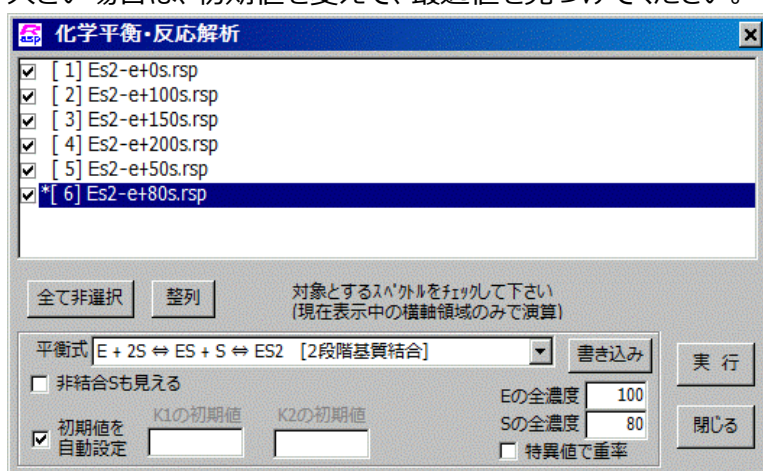 大きい場合は、初期値を変えて、最適値を見つけてください。
asp 化学平衡・反応解析
[ 1] Es2-e+0s.rsp
[ 2] Es2-e+100s.rsp
[ 3] Es2-e+150s.rsp
[ 4] Es2-e+200s.rsp
[ 5] Es2-e+50s.rsp
*[ 6] Es2-e+80s.rsp
全て非選択 整列 対象とするスペクトルをチェックして下さい
(現在表示中の横軸領域のみで演算)
平衡式 E + 2S ⇔ ES + S ⇔ ES2 [2段階基質結合] 書き込み 実 行
非結合Sも見える
Eの全濃度 100
K1の初期値 K2の初期値 Sの全濃度 80 閉じる
初期値を
自動設定
特異値で重率